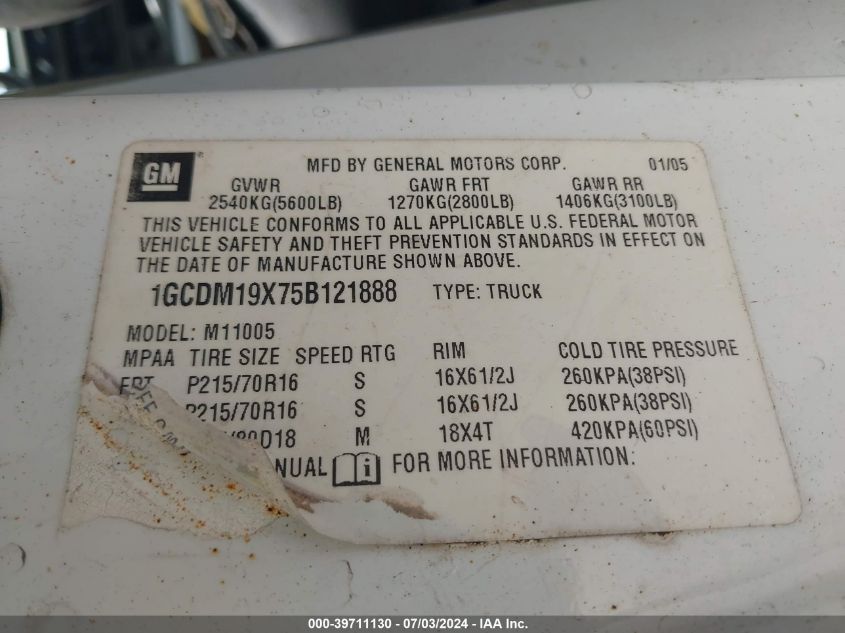 GM
MFD BY GENERAL MOTORS CORP. 01/05
GVWR GAWR FRT GAWR RR
2540KG(5600LB) 1270KG(2800LB) 1406KG(3100LB)
THIS VEHICLE CONFORMS TO ALL APPLICABLE U.S. FEDERAL MOTOR
VEHICLE SAFETY AND THEFT PREVENTION STANDARDS IN EFFECT ON
THE DATE OF MANUFACTURE SHOWN ABOVE.
1GCDM19X75B121888 TYPE: TRUCK
MODEL: M11005
MPAA TIRE SIZE SPEED RTG RIM COLD TIRE PRESSURE
FRT P215/70R16 S 16X61/2J 260KPA(38PSI)
P215/70R16 S 16X61/2J 260KPA(38PSI)
/80D18 M 18X4T 420KPA(60PSI)
NUAL FOR MORE INFORMATION:
000-39711130 - 07/03/2024 - IAA Inc.